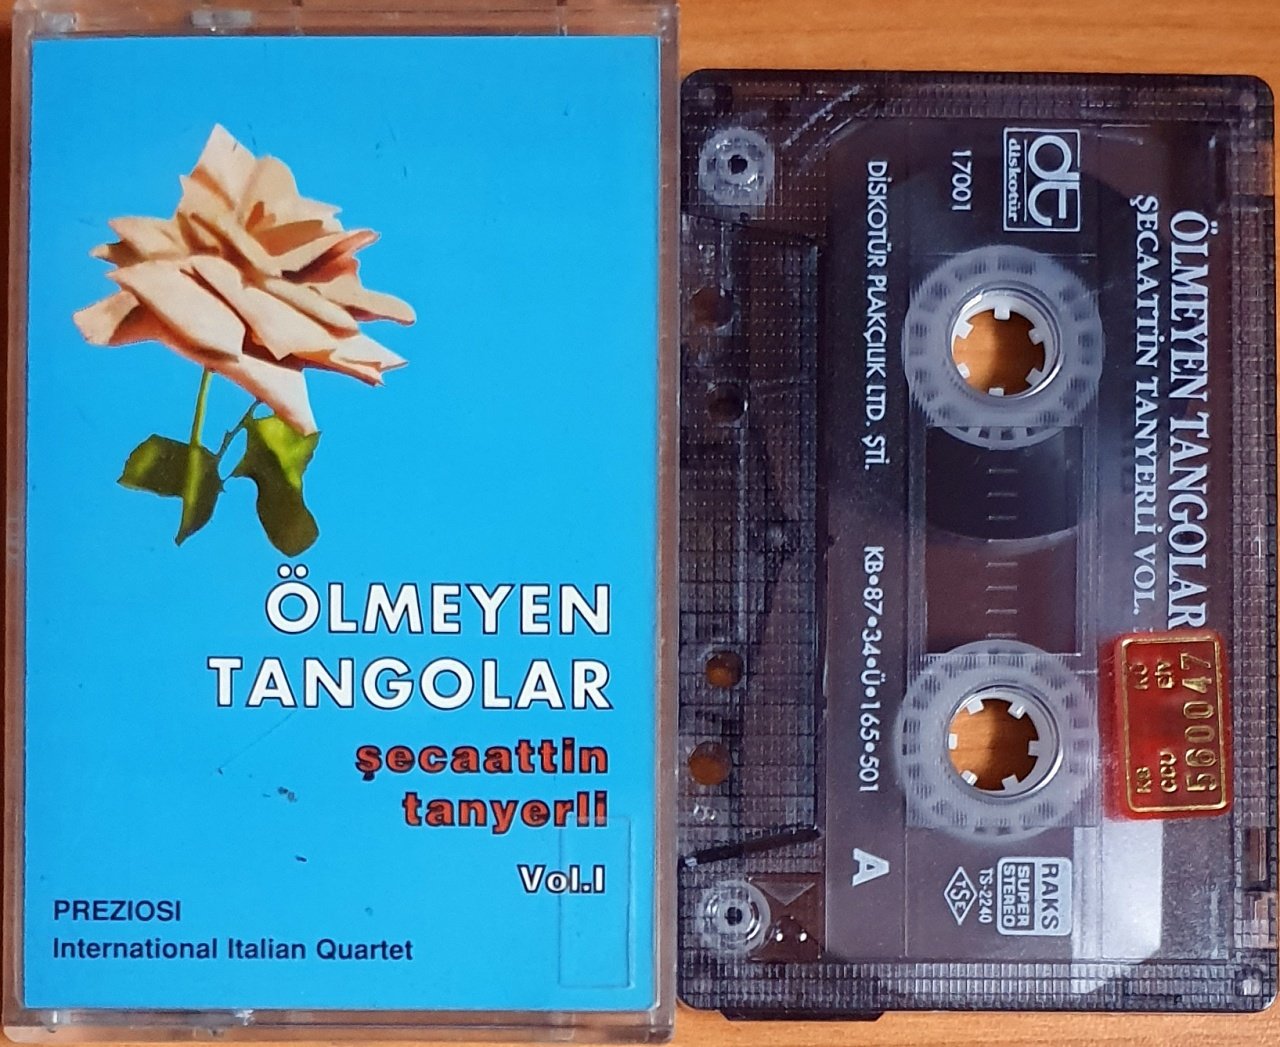 ÖLMEYEN
TANGOLAR
şecaattin
tanyerli
Vol.I
PREZIOSI
International Italian Quartet
ÖLMEYEN TANGOLAR
ŞECAATTİN TANYERLİ VOL.
dt
diskotür
17001
DİSKOTÜR PLAKÇILIK LTD. ŞTİ.
KB•87•34•Ü•165•501
A
RAKS
SUPER
STEREO
TS-2240
TSE
560047